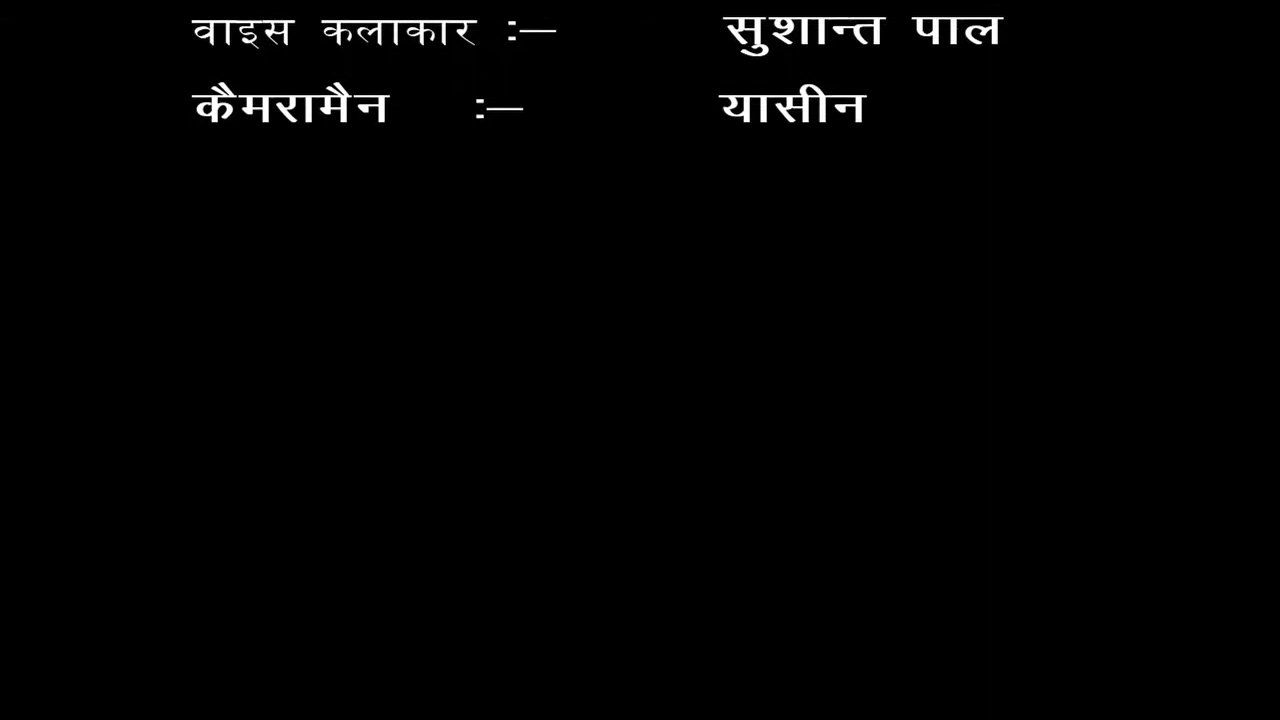 वाइस कलाकार :— सुशान्त पाल
कैमरामैन :— यासीन